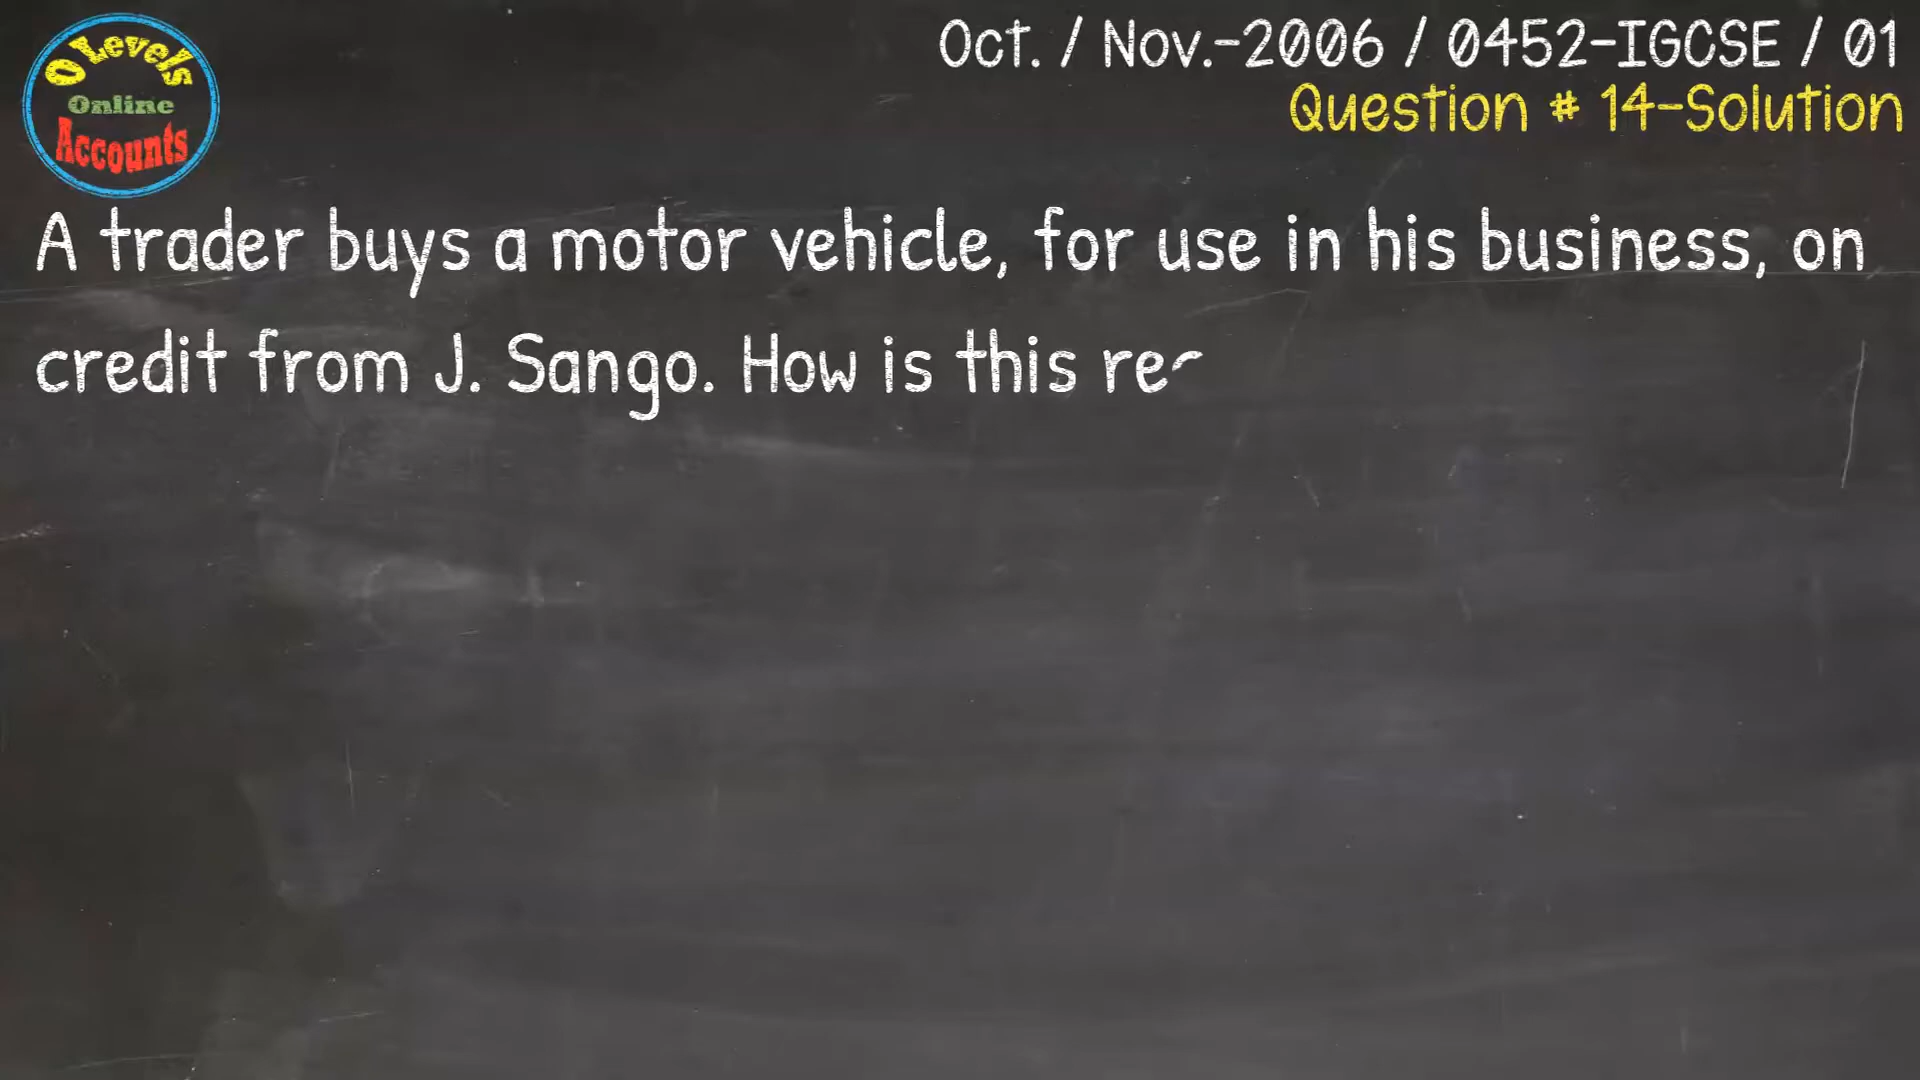 O Levels
Online
Accounts
Oct. / Nov.-2006 / 0452-IGCSE / 01
Question # 14-Solution
A trader buys a motor vehicle, for use in his business, on
credit from J. Sango. How is this re